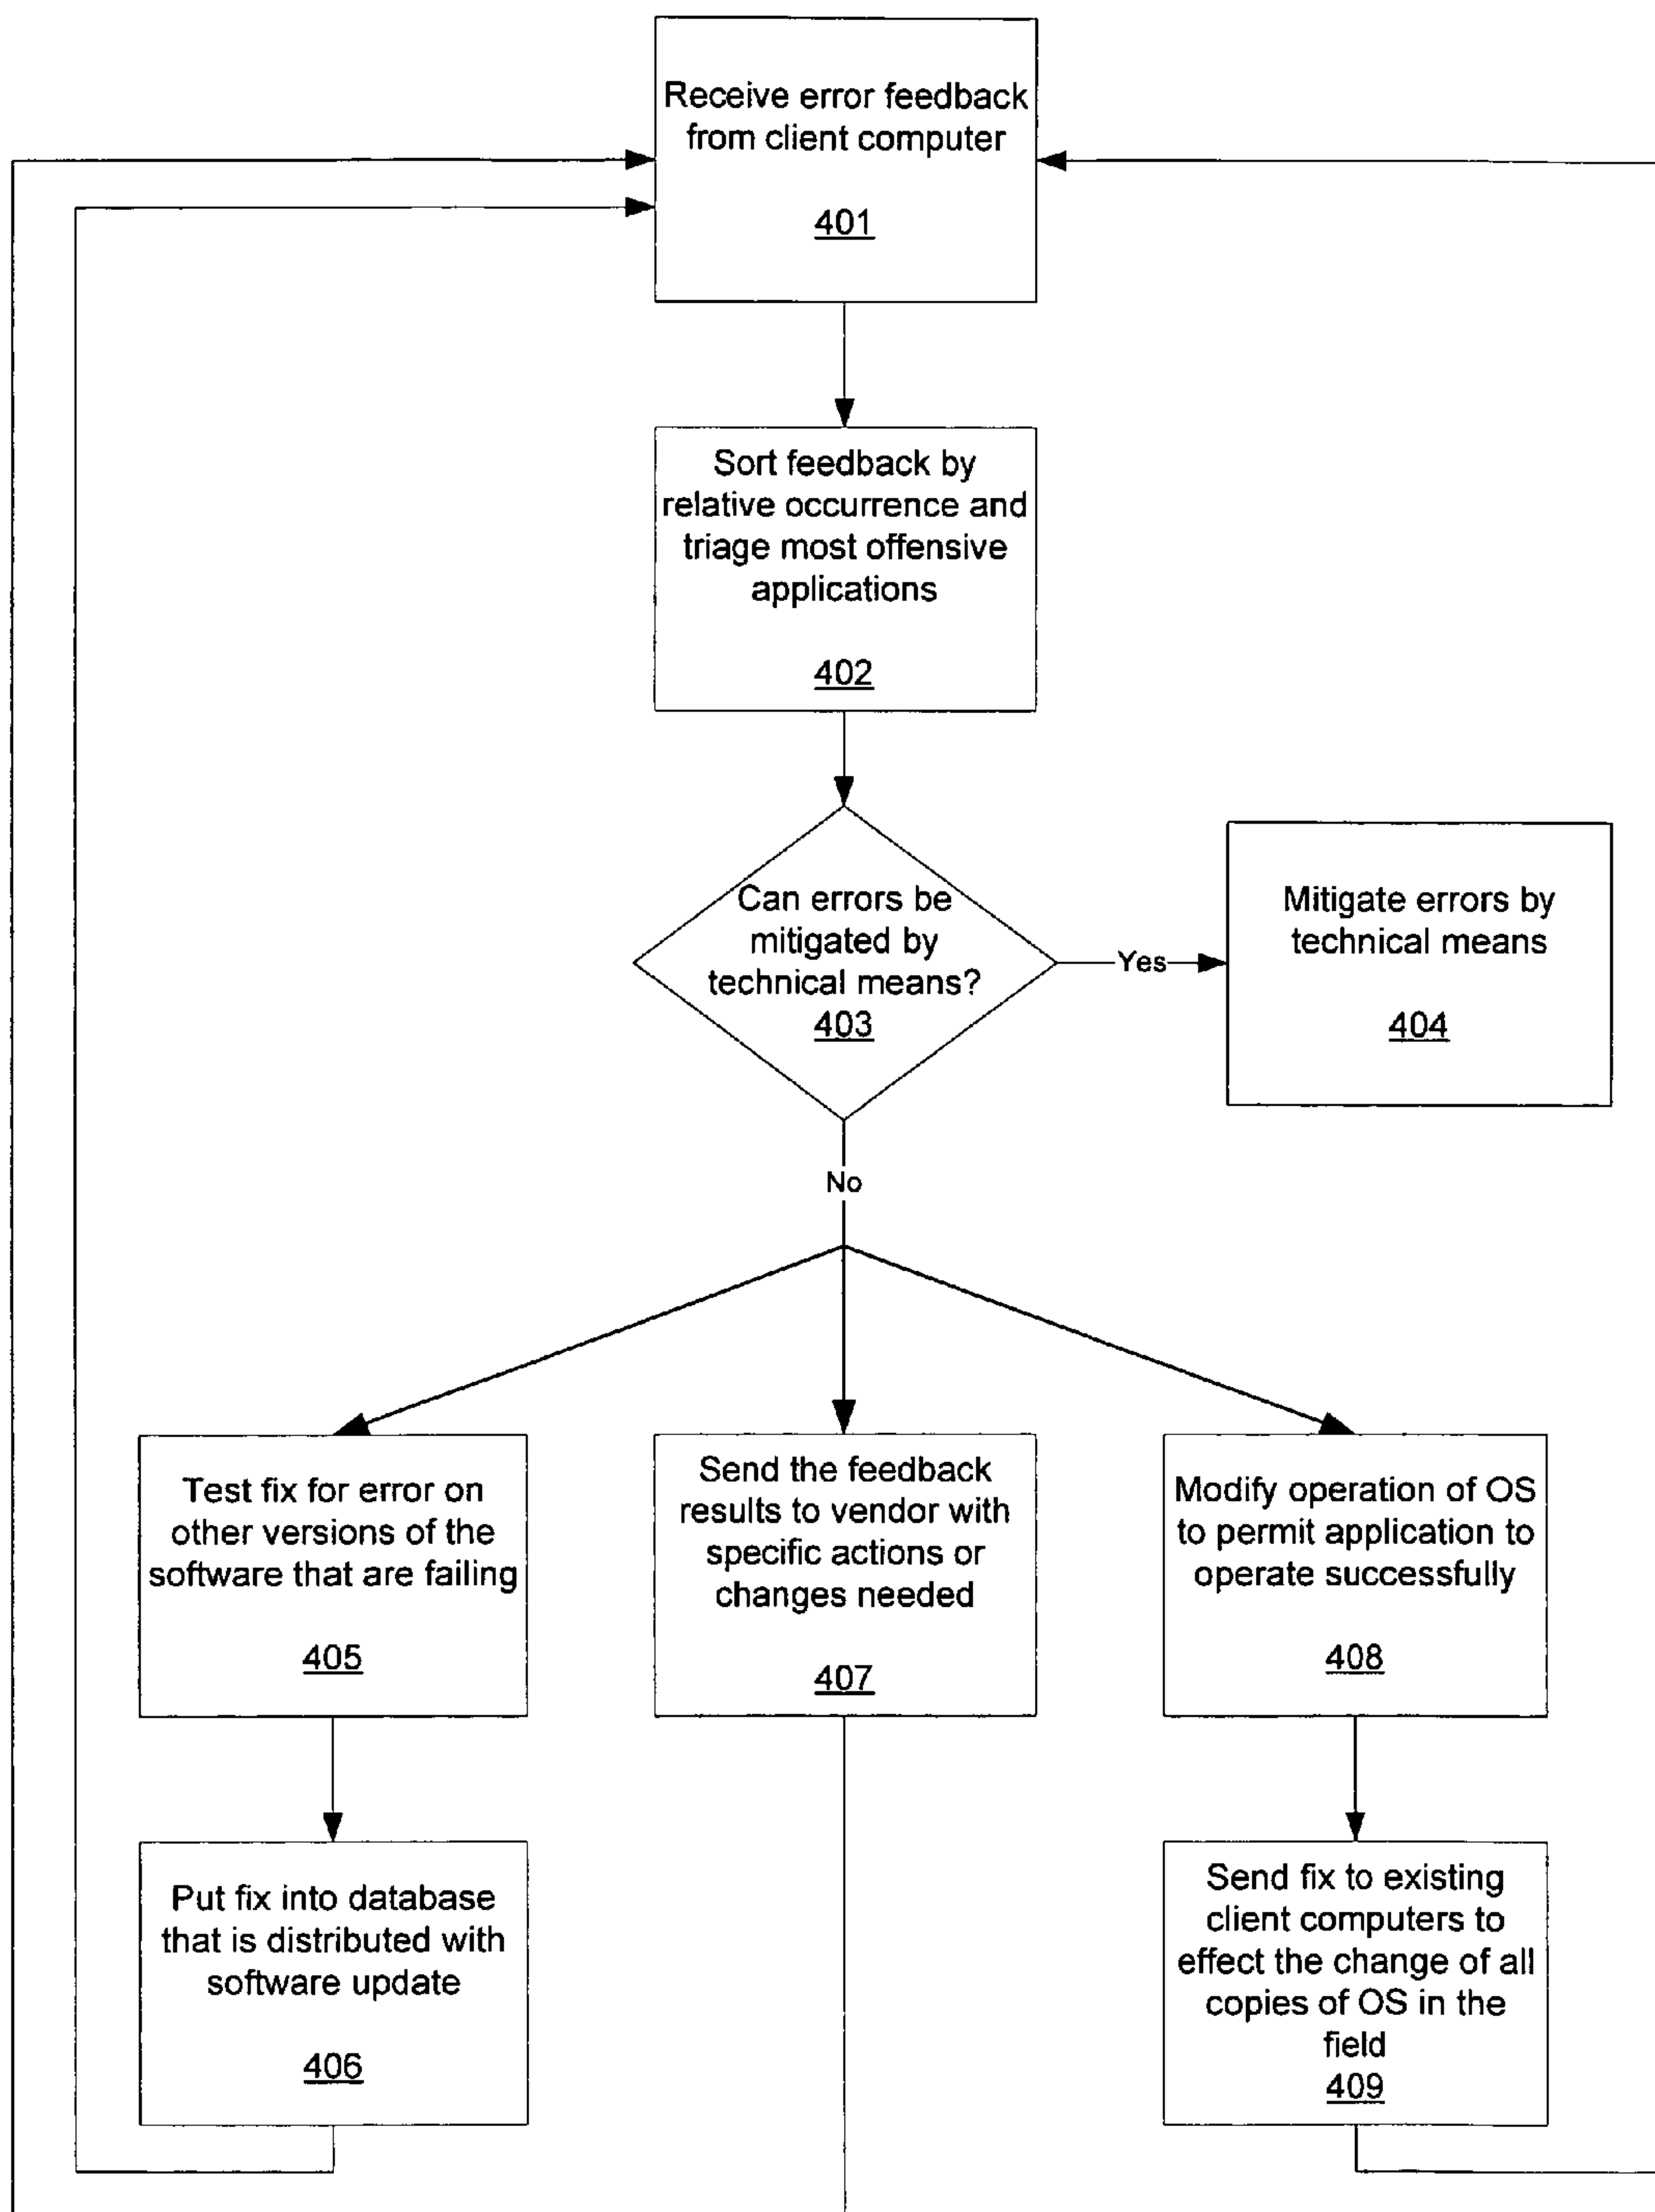 Receive error feedback
from client computer
401
Sort feedback by
relative occurrence and
triage most offensive
applications
402
Can errors be
mitigated by
technical means?
403
Yes
Mitigate errors by
technical means
404
No
Test fix for error on
other versions of the
software that are failing
405
Send the feedback
results to vendor with
specific actions or
changes needed
407
Modify operation of OS
to permit application to
operate successfully
408
Put fix into database
that is distributed with
software update
406
Send fix to existing
client computers to
effect the change of all
copies of OS in the
field
409